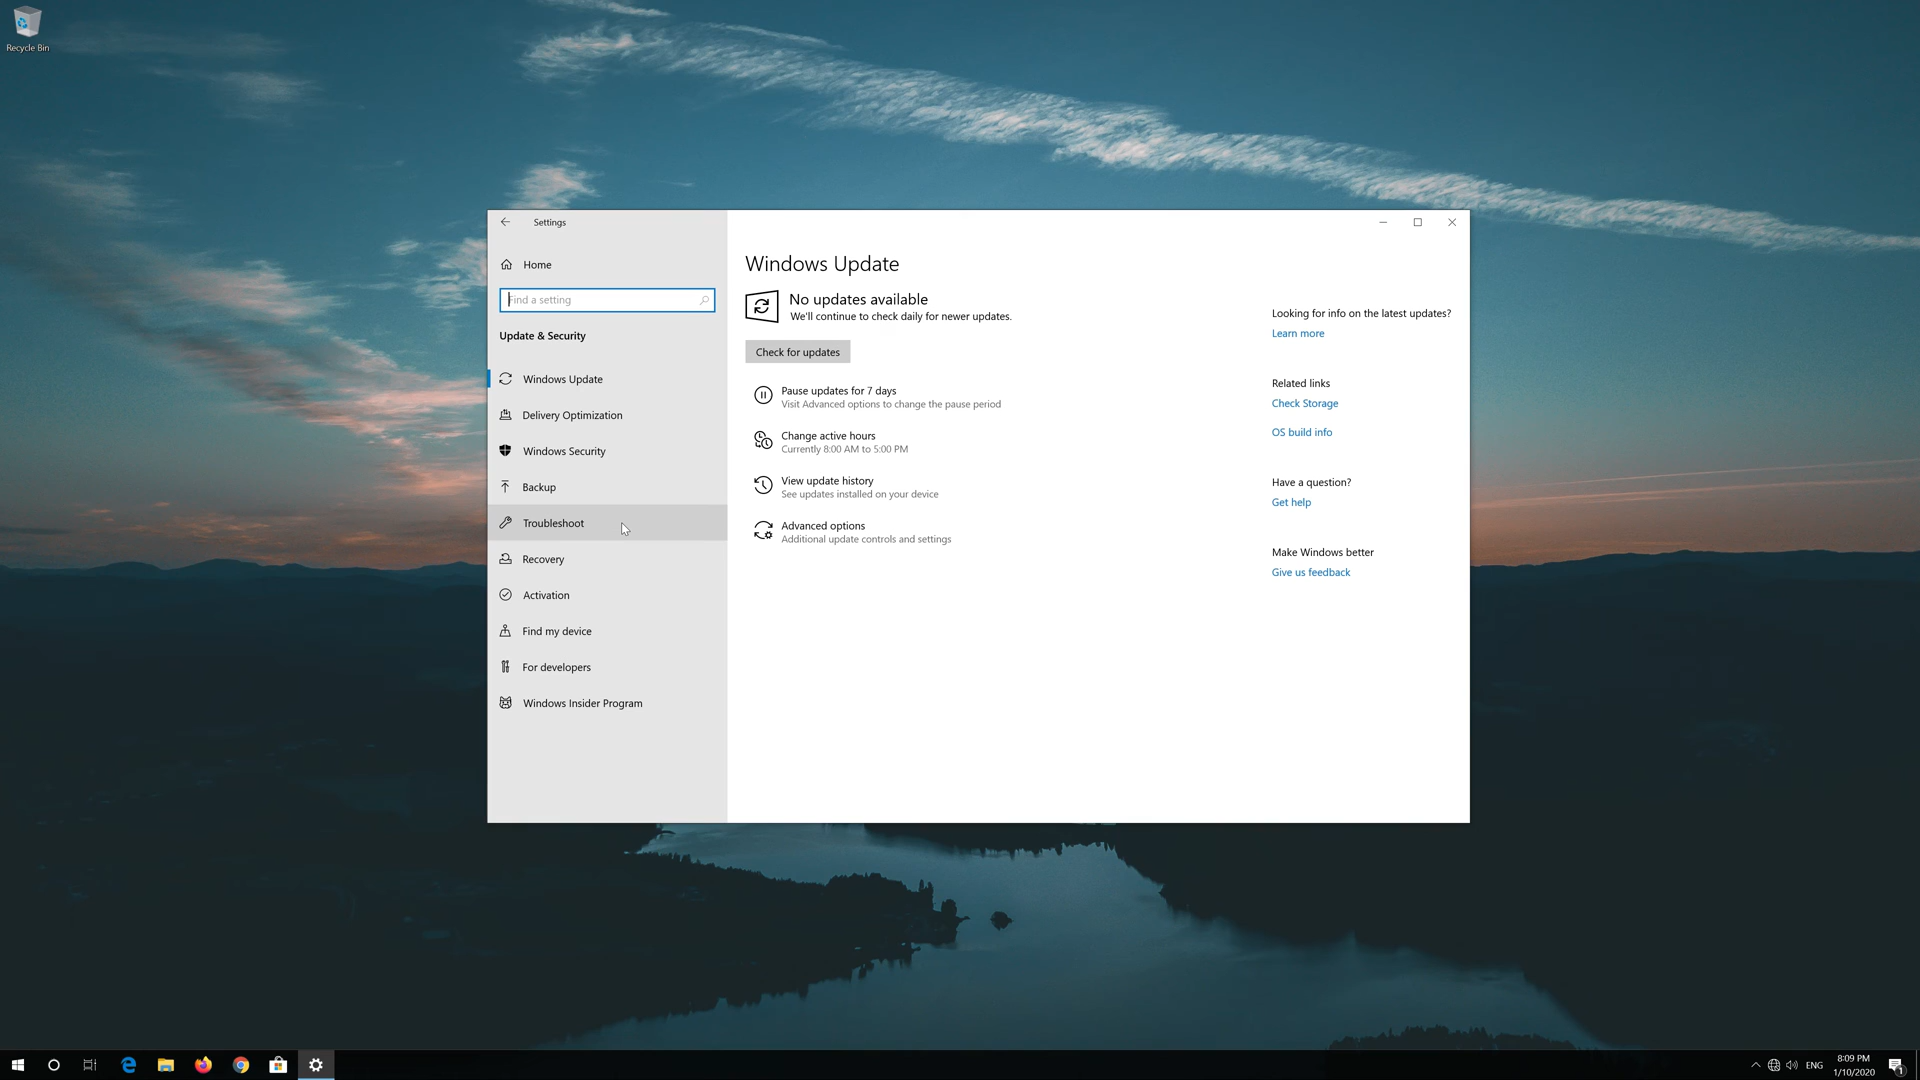 Recycle Bin
Settings
Home
Find a setting
Update & Security
Windows Update
Delivery Optimization
Windows Security
Backup
Troubleshoot
Recovery
Activation
Find my device
For developers
Windows Insider Program
Windows Update
No updates available
We'll continue to check daily for newer updates.
Check for updates
Pause updates for 7 days
Visit Advanced options to change the pause period
Change active hours
Currently 8:00 AM to 5:00 PM
View update history
See updates installed on your device
Advanced options
Additional update controls and settings
Looking for info on the latest updates?
Learn more
Related links
Check Storage
OS build info
Have a question?
Get help
Make Windows better
Give us feedback
ENG
8:09 PM
1/10/2020
1